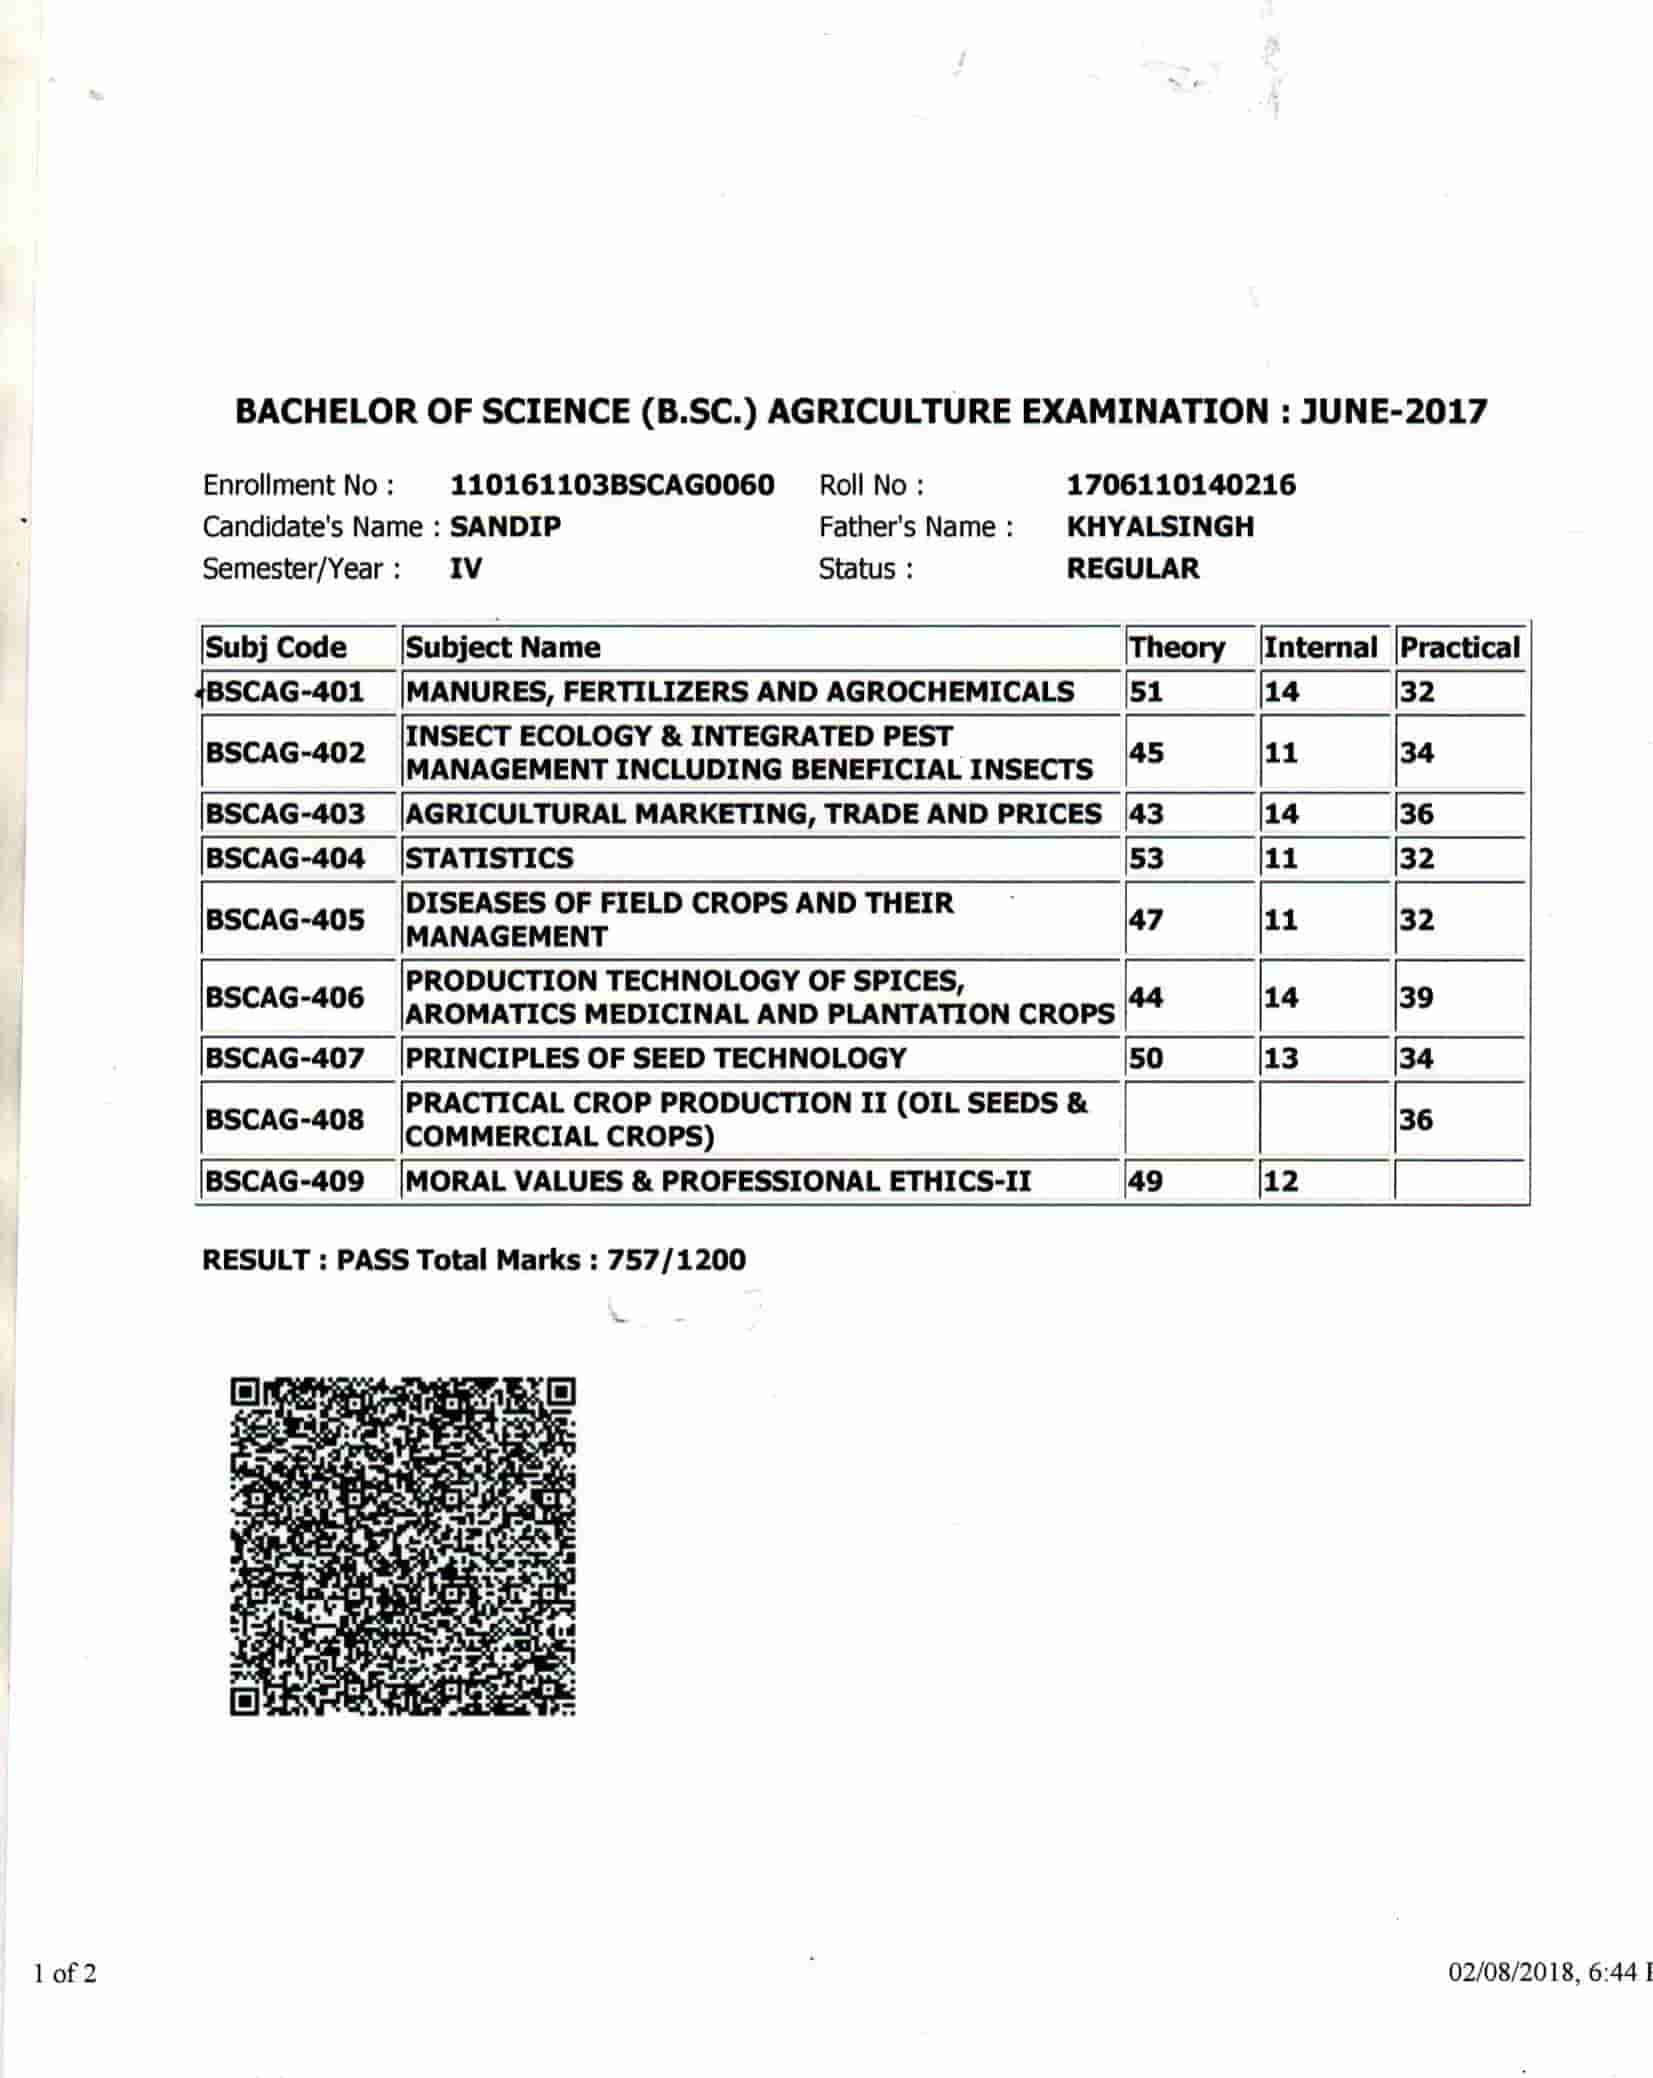 BACHELOR OF SCIENCE (B.SC.) AGRICULTURE EXAMINATION : JUNE-2017
Enrollment No : 110161103BSCAG0060 Roll No : 1706110140216
Candidate's Name : SANDIP Father's Name : KHYALSINGH
Semester/Year : IV Status : REGULAR
Subj Code Subject Name Theory Internal Practical
BSCAG-401 MANURES, FERTILIZERS AND AGROCHEMICALS 51 14 32
BSCAG-402 INSECT ECOLOGY & INTEGRATED PEST
MANAGEMENT INCLUDING BENEFICIAL INSECTS 45 11 34
BSCAG-403 AGRICULTURAL MARKETING, TRADE AND PRICES 43 14 36
BSCAG-404 STATISTICS 53 11 32
BSCAG-405 DISEASES OF FIELD CROPS AND THEIR
MANAGEMENT 47 11 32
BSCAG-406 PRODUCTION TECHNOLOGY OF SPICES,
AROMATICS MEDICINAL AND PLANTATION CROPS 44 14 39
BSCAG-407 PRINCIPLES OF SEED TECHNOLOGY 50 13 34
BSCAG-408 PRACTICAL CROP PRODUCTION II (OIL SEEDS &
COMMERCIAL CROPS) 36
BSCAG-409 MORAL VALUES & PROFESSIONAL ETHICS-II 49 12
RESULT : PASS Total Marks : 757/1200
1 of 2 02/08/2018, 6:44